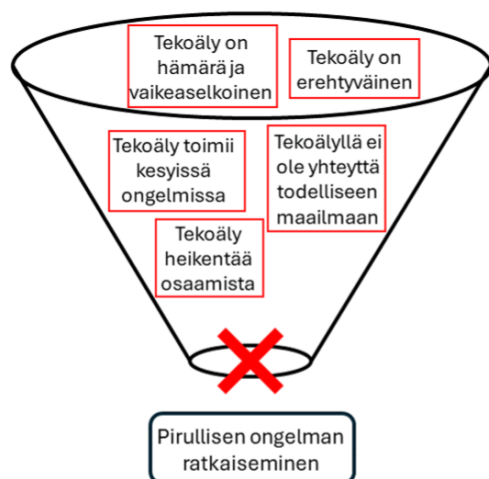 Tekoäly on
hämärä ja
vaikeaselkoinen
Tekoäly on
erehtyväinen
Tekoäly toimii
kesyissä
ongelmissa
Tekoälyllä ei
ole yhteyttä
todelliseen
maailmaan
Tekoäly
heikentää
osaamista
Pirullisen ongelman
ratkaiseminen